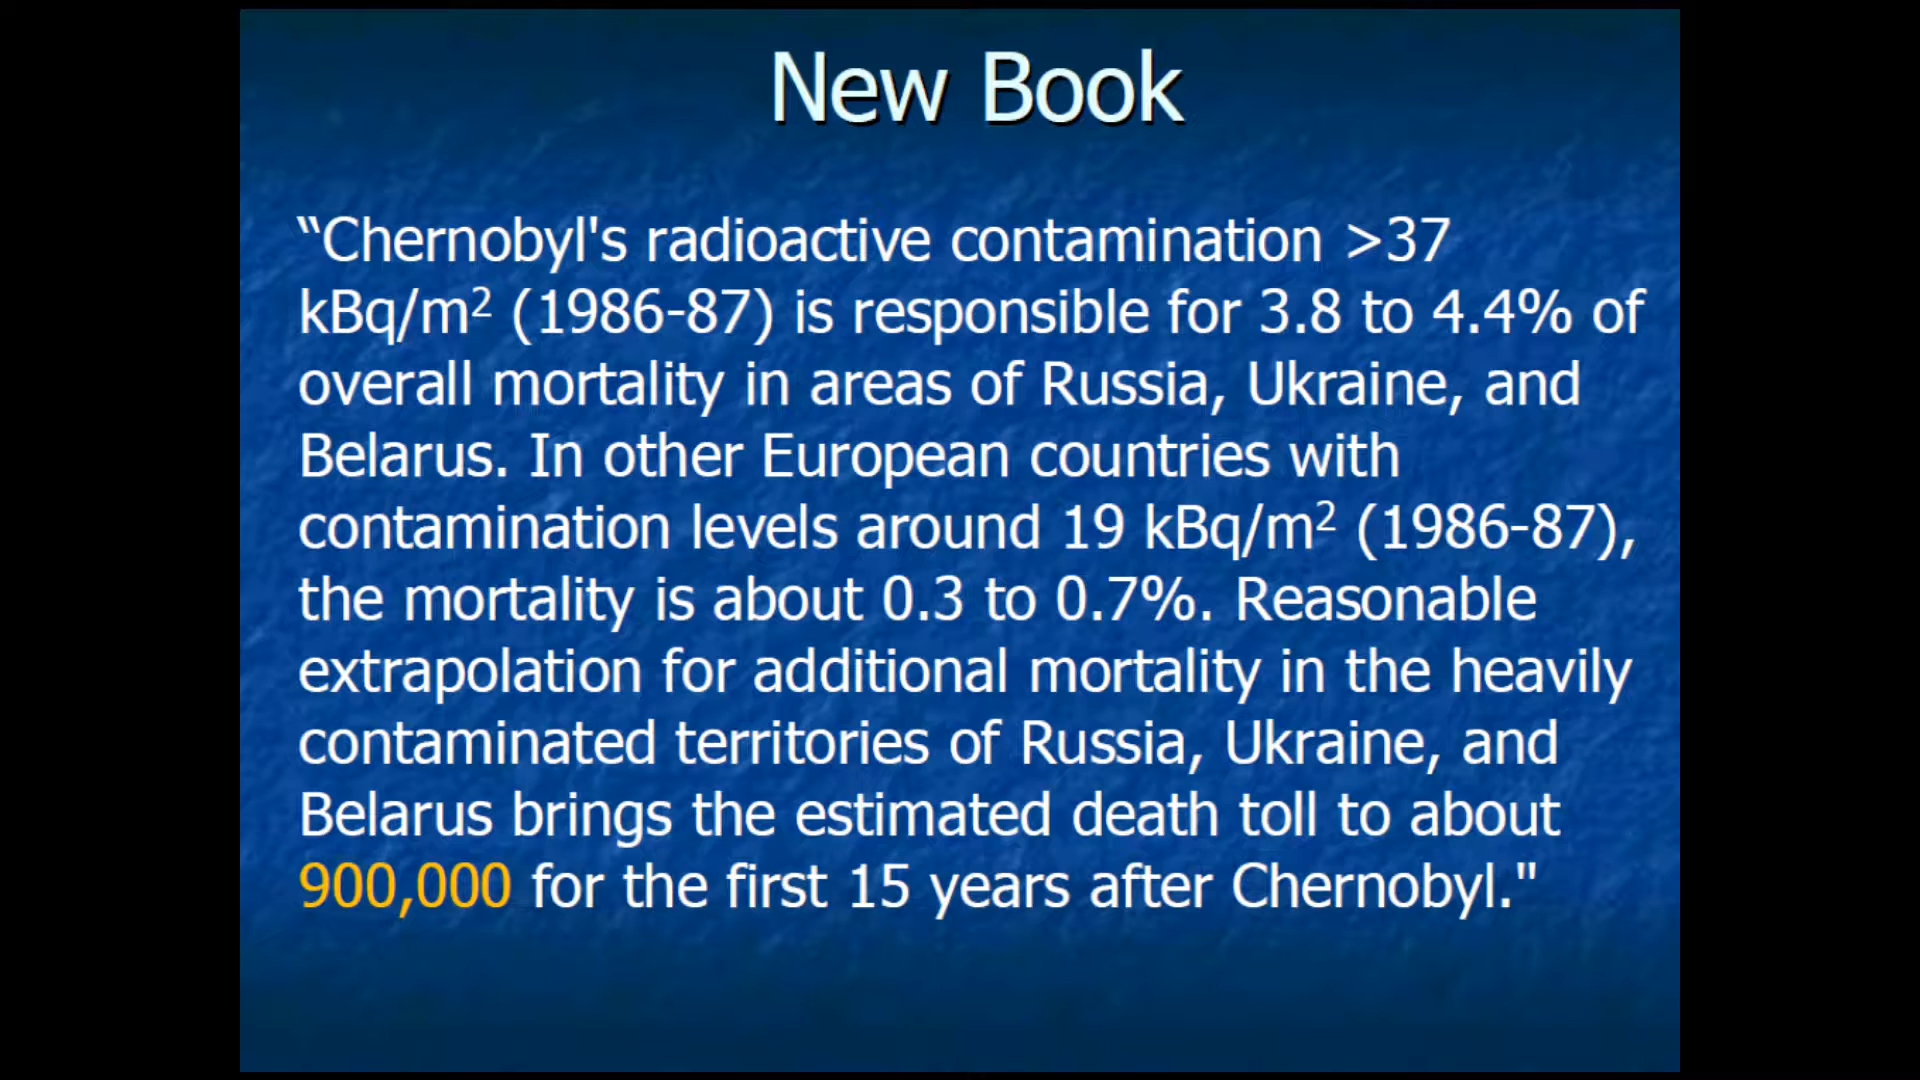 New Book
“Chernobyl's radioactive contamination >37
kBq/m² (1986-87) is responsible for 3.8 to 4.4% of
overall mortality in areas of Russia, Ukraine, and
Belarus. In other European countries with
contamination levels around 19 kBq/m² (1986-87),
the mortality is about 0.3 to 0.7%. Reasonable
extrapolation for additional mortality in the heavily
contaminated territories of Russia, Ukraine, and
Belarus brings the estimated death toll to about
900,000 for the first 15 years after Chernobyl."